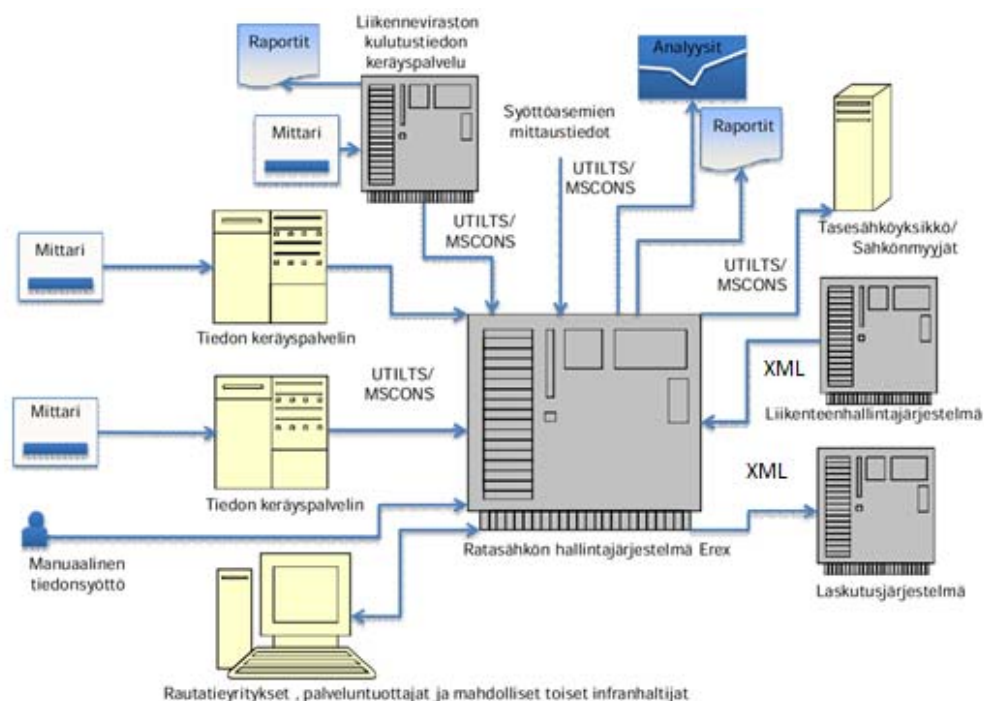 Liikenneviraston
kulutustiedon
keräyspalvelu
Raportit
Analyysit
Mittari
Syöttöasemien
mittaustiedot
Raportit
UTILTS/
MSCONS
UTILTS/
MSCONS
Tasesähköyksikkö/
Sähkönmyyjät
Mittari
UTILTS/
MSCONS
Tiedon keräyspalvelin
UTILTS/
MSCONS
XML
Mittari
Liikenteenhallintajärjestelmä
XML
Tiedon keräyspalvelin
Manuaalinen
tiedonsyöttö
Ratasähkön hallintajärjestelmä Erex
Laskutusjärjestelmä
Rautatieyritykset , palveluntuottajat ja mahdolliset toiset infranhaltijat